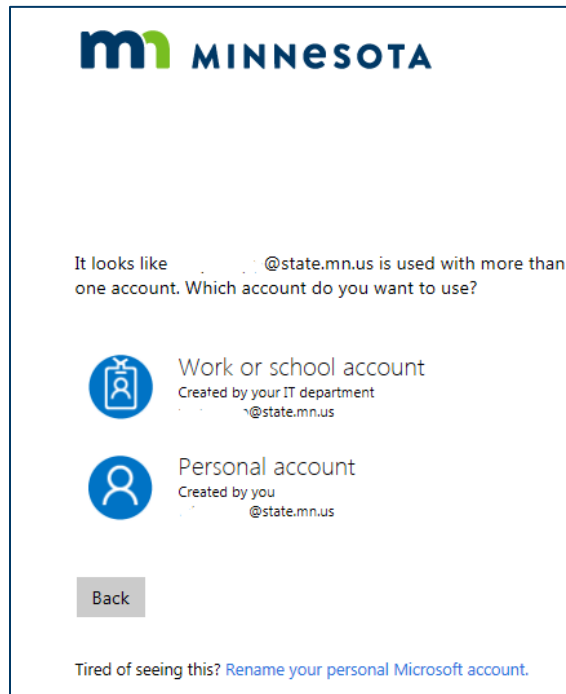 mn MINNESOTA
It looks like @state.mn.us is used with more than
one account. Which account do you want to use?
Work or school account
Created by your IT department
@state.mn.us
Personal account
Created by you
@state.mn.us
Back
Tired of seeing this? Rename your personal Microsoft account.